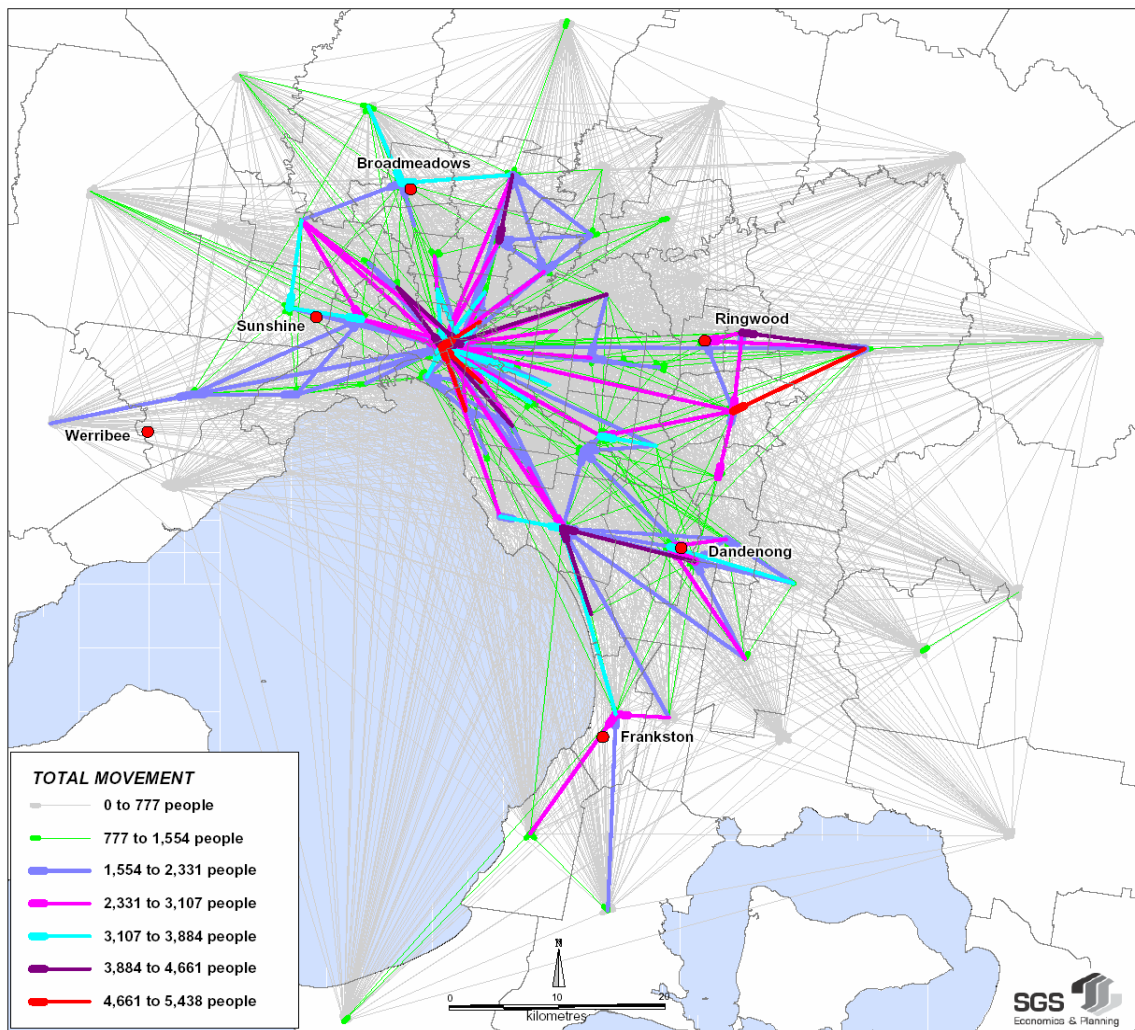 Broadmeadows
Sunshine
Ringwood
Werribee
Dandenong
Frankston
TOTAL MOVEMENT
0 to 777 people
777 to 1,554 people
1,554 to 2,331 people
2,331 to 3,107 people
3,107 to 3,884 people
3,884 to 4,661 people
4,661 to 5,438 people
N
0 10 20
kilometres
SGS
Economics & Planning